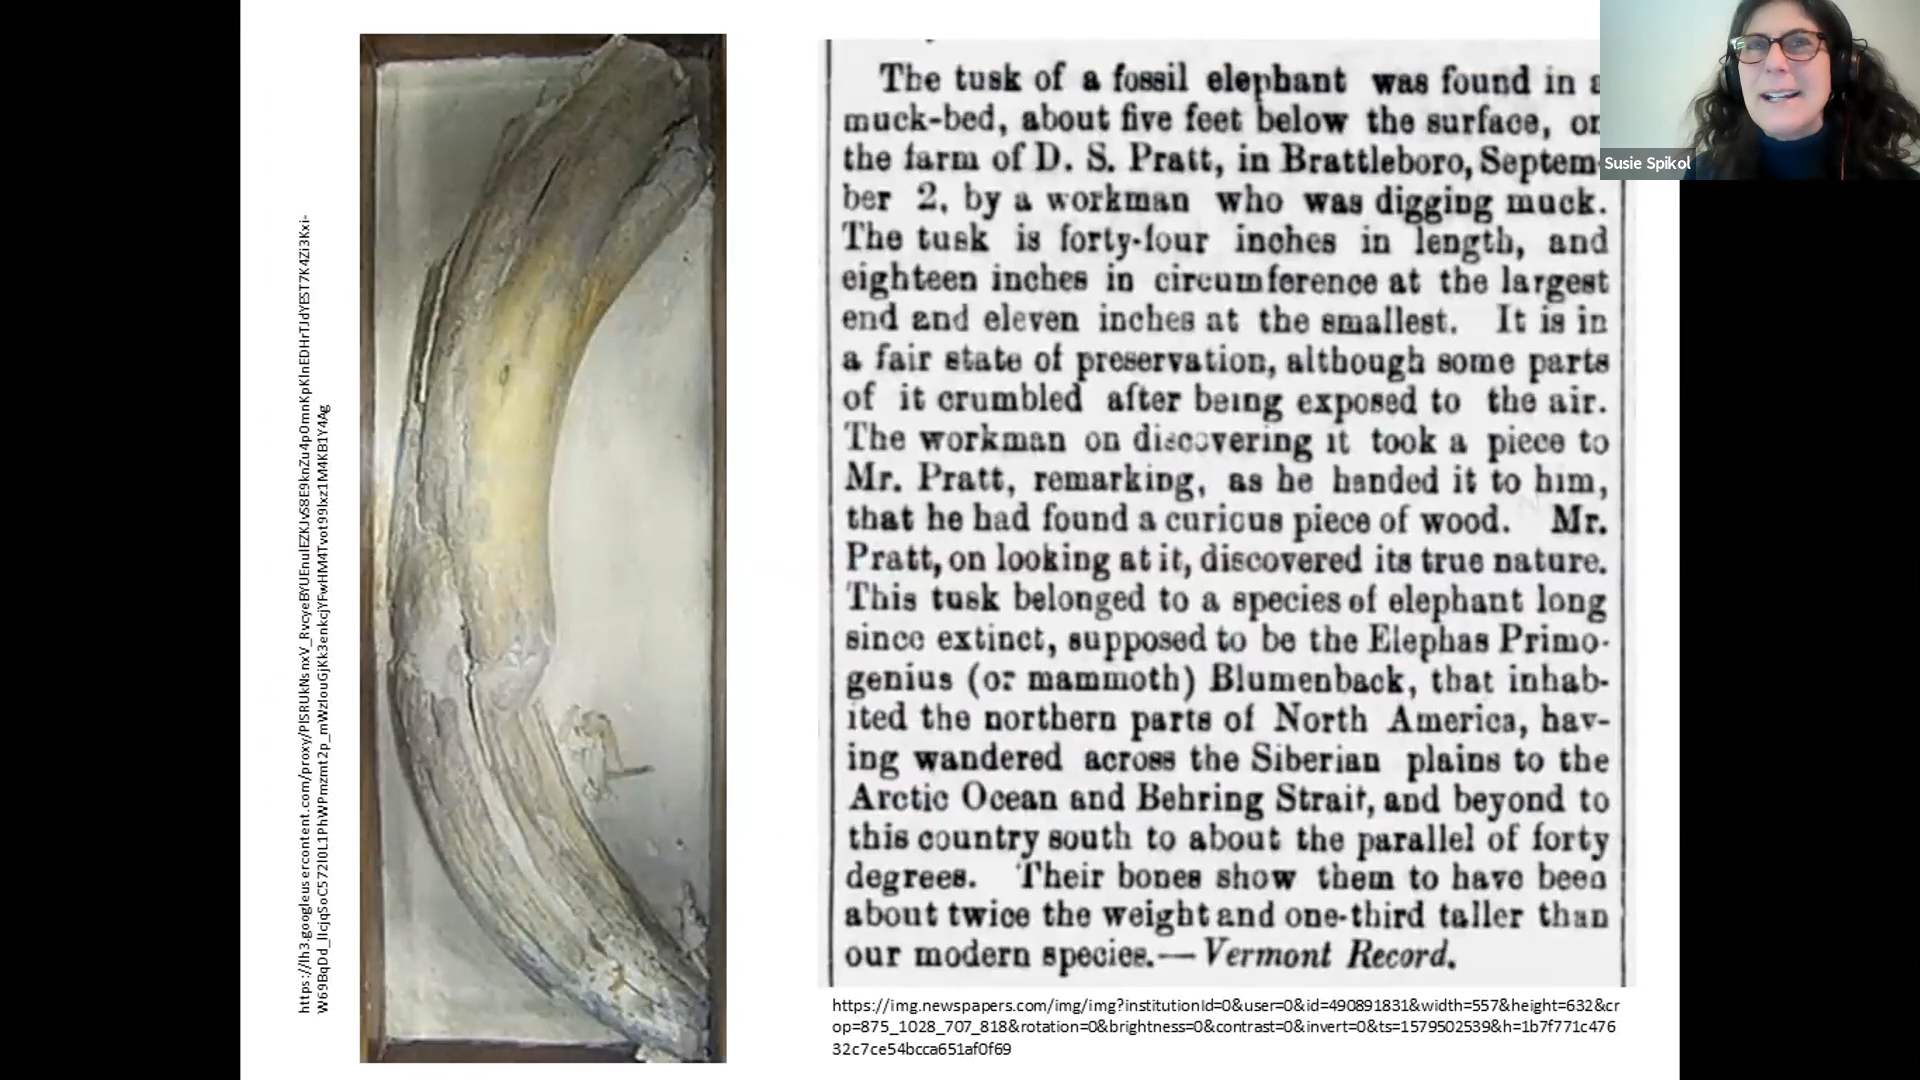 The tusk of a fossil elephant was found in a
muck-bed, about five feet below the surface, on
the farm of D. S. Pratt, in Brattleboro, Septem-
ber 2, by a workman who was digging muck.
The tusk is forty-four inches in length, and
eighteen inches in circumference at the largest
end and eleven inches at the smallest. It is in
a fair state of preservation, although some parts
of it crumbled after being exposed to the air.
The workman on discovering it took a piece to
Mr. Pratt, remarking, as he handed it to him,
that he had found a curious piece of wood. Mr.
Pratt, on looking at it, discovered its true nature.
This tusk belonged to a species of elephant long
since extinct, supposed to be the Elephas Primo-
genius (or mammoth) Blumenback, that inhab-
ited the northern parts of North America, hav-
ing wandered across the Siberian plains to the
Arctic Ocean and Behring Strait, and beyond to
this country south to about the parallel of forty
degrees. Their bones show them to have been
about twice the weight and one-third taller than
our modern species.—Vermont Record.
https://img.newspapers.com/img/img?institutionId=0&user=0&id=490891831&width=557&height=632&cr
op=875_1028_707_818&rotation=0&brightness=0&contrast=0&invert=0&ts=1579502539&h=1b7f771c476
32c7ce54bcca651af0f69
Susie Spikol